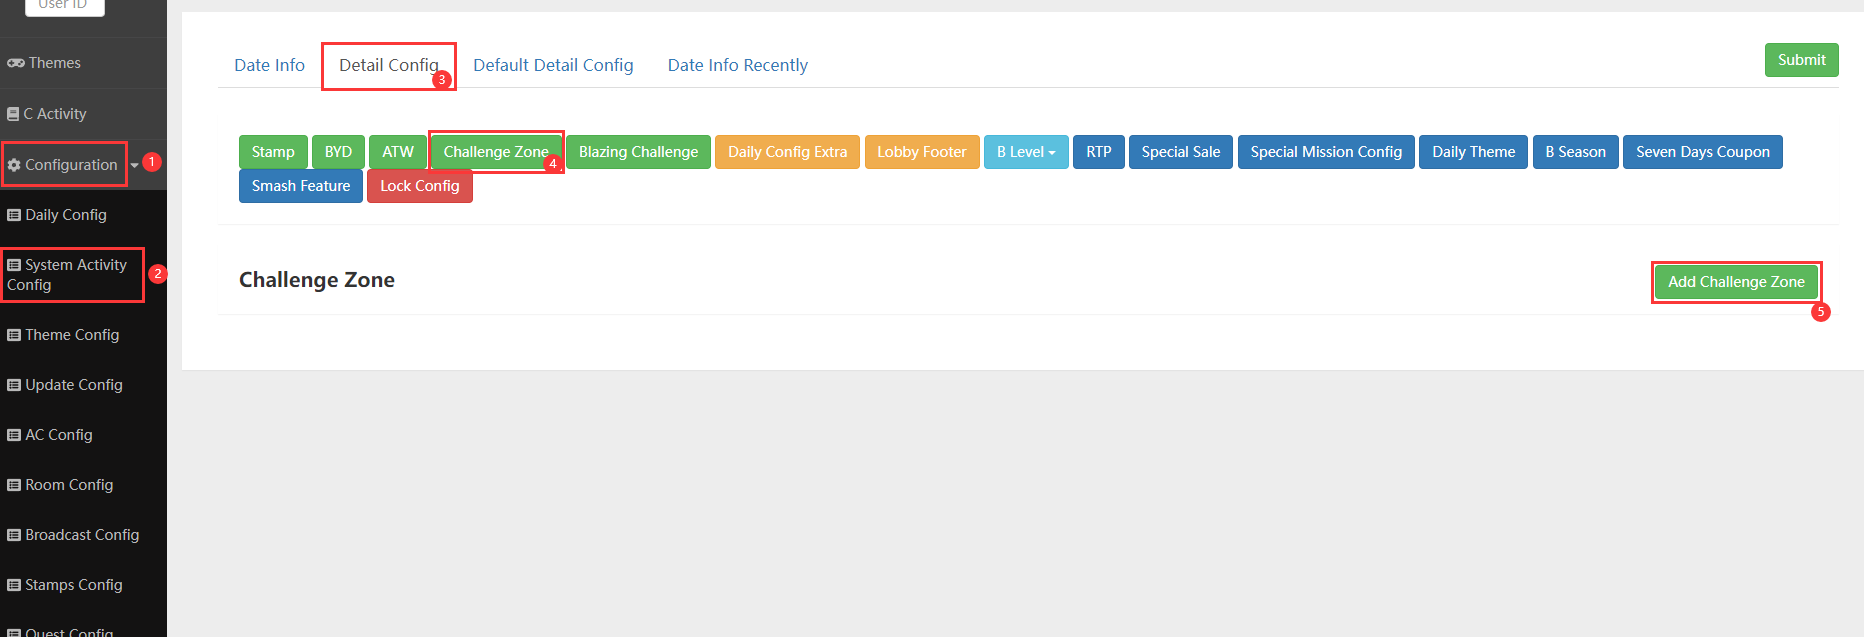 User ID
Themes
C Activity
Configuration 1
Daily Config
System Activity 2
Config
Theme Config
Update Config
AC Config
Room Config
Broadcast Config
Stamps Config
Quest Config
Date Info Detail Config 3 Default Detail Config Date Info Recently Submit
Stamp BYD ATW Challenge Zone 4 Blazing Challenge Daily Config Extra Lobby Footer B Level RTP Special Sale Special Mission Config Daily Theme B Season Seven Days Coupon
Smash Feature Lock Config
Challenge Zone Add Challenge Zone 5